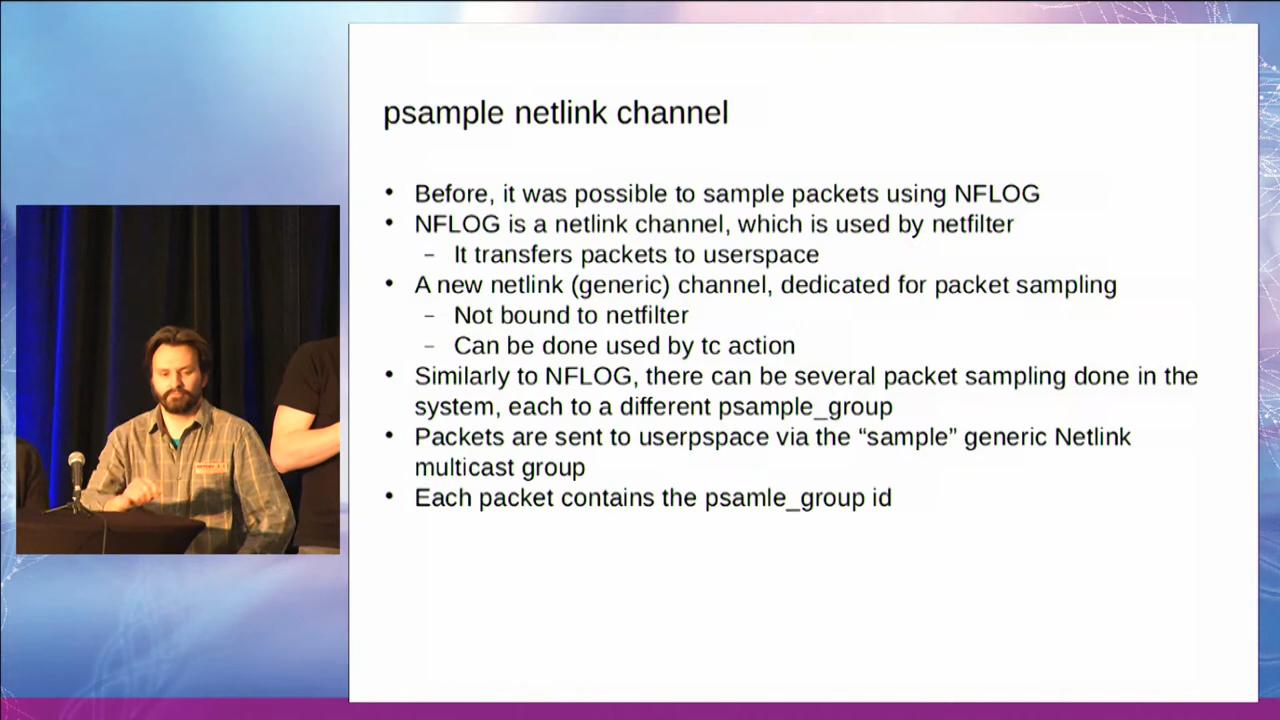 psample netlink channel
• Before, it was possible to sample packets using NFLOG
• NFLOG is a netlink channel, which is used by netfilter
– It transfers packets to userspace
• A new netlink (generic) channel, dedicated for packet sampling
– Not bound to netfilter
– Can be done used by tc action
• Similarly to NFLOG, there can be several packet sampling done in the
system, each to a different psample_group
• Packets are sent to userpspace via the “sample” generic Netlink
multicast group
• Each packet contains the psamle_group id